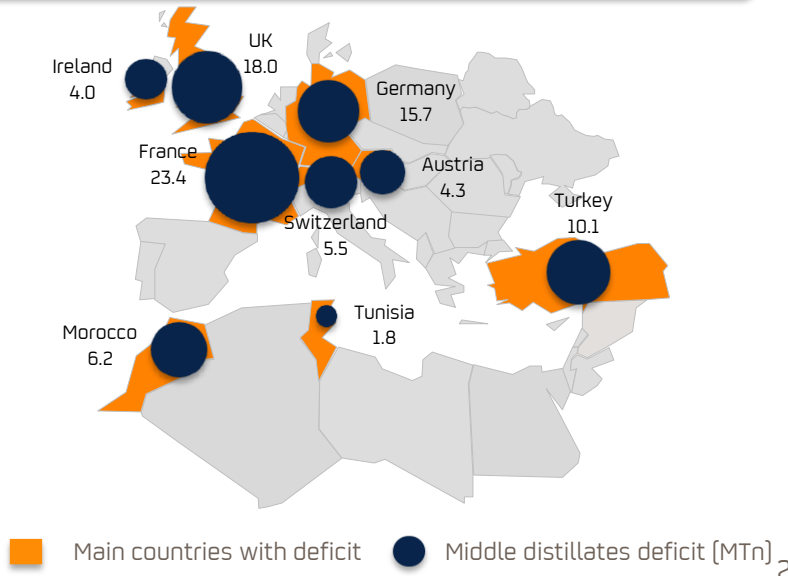 UK
18.0
Ireland
4.0
Germany
15.7
France
23.4
Austria
4.3
Switzerland
5.5
Turkey
10.1
Tunisia
1.8
Morocco
6.2
Main countries with deficit
Middle distillates deficit (MTn)